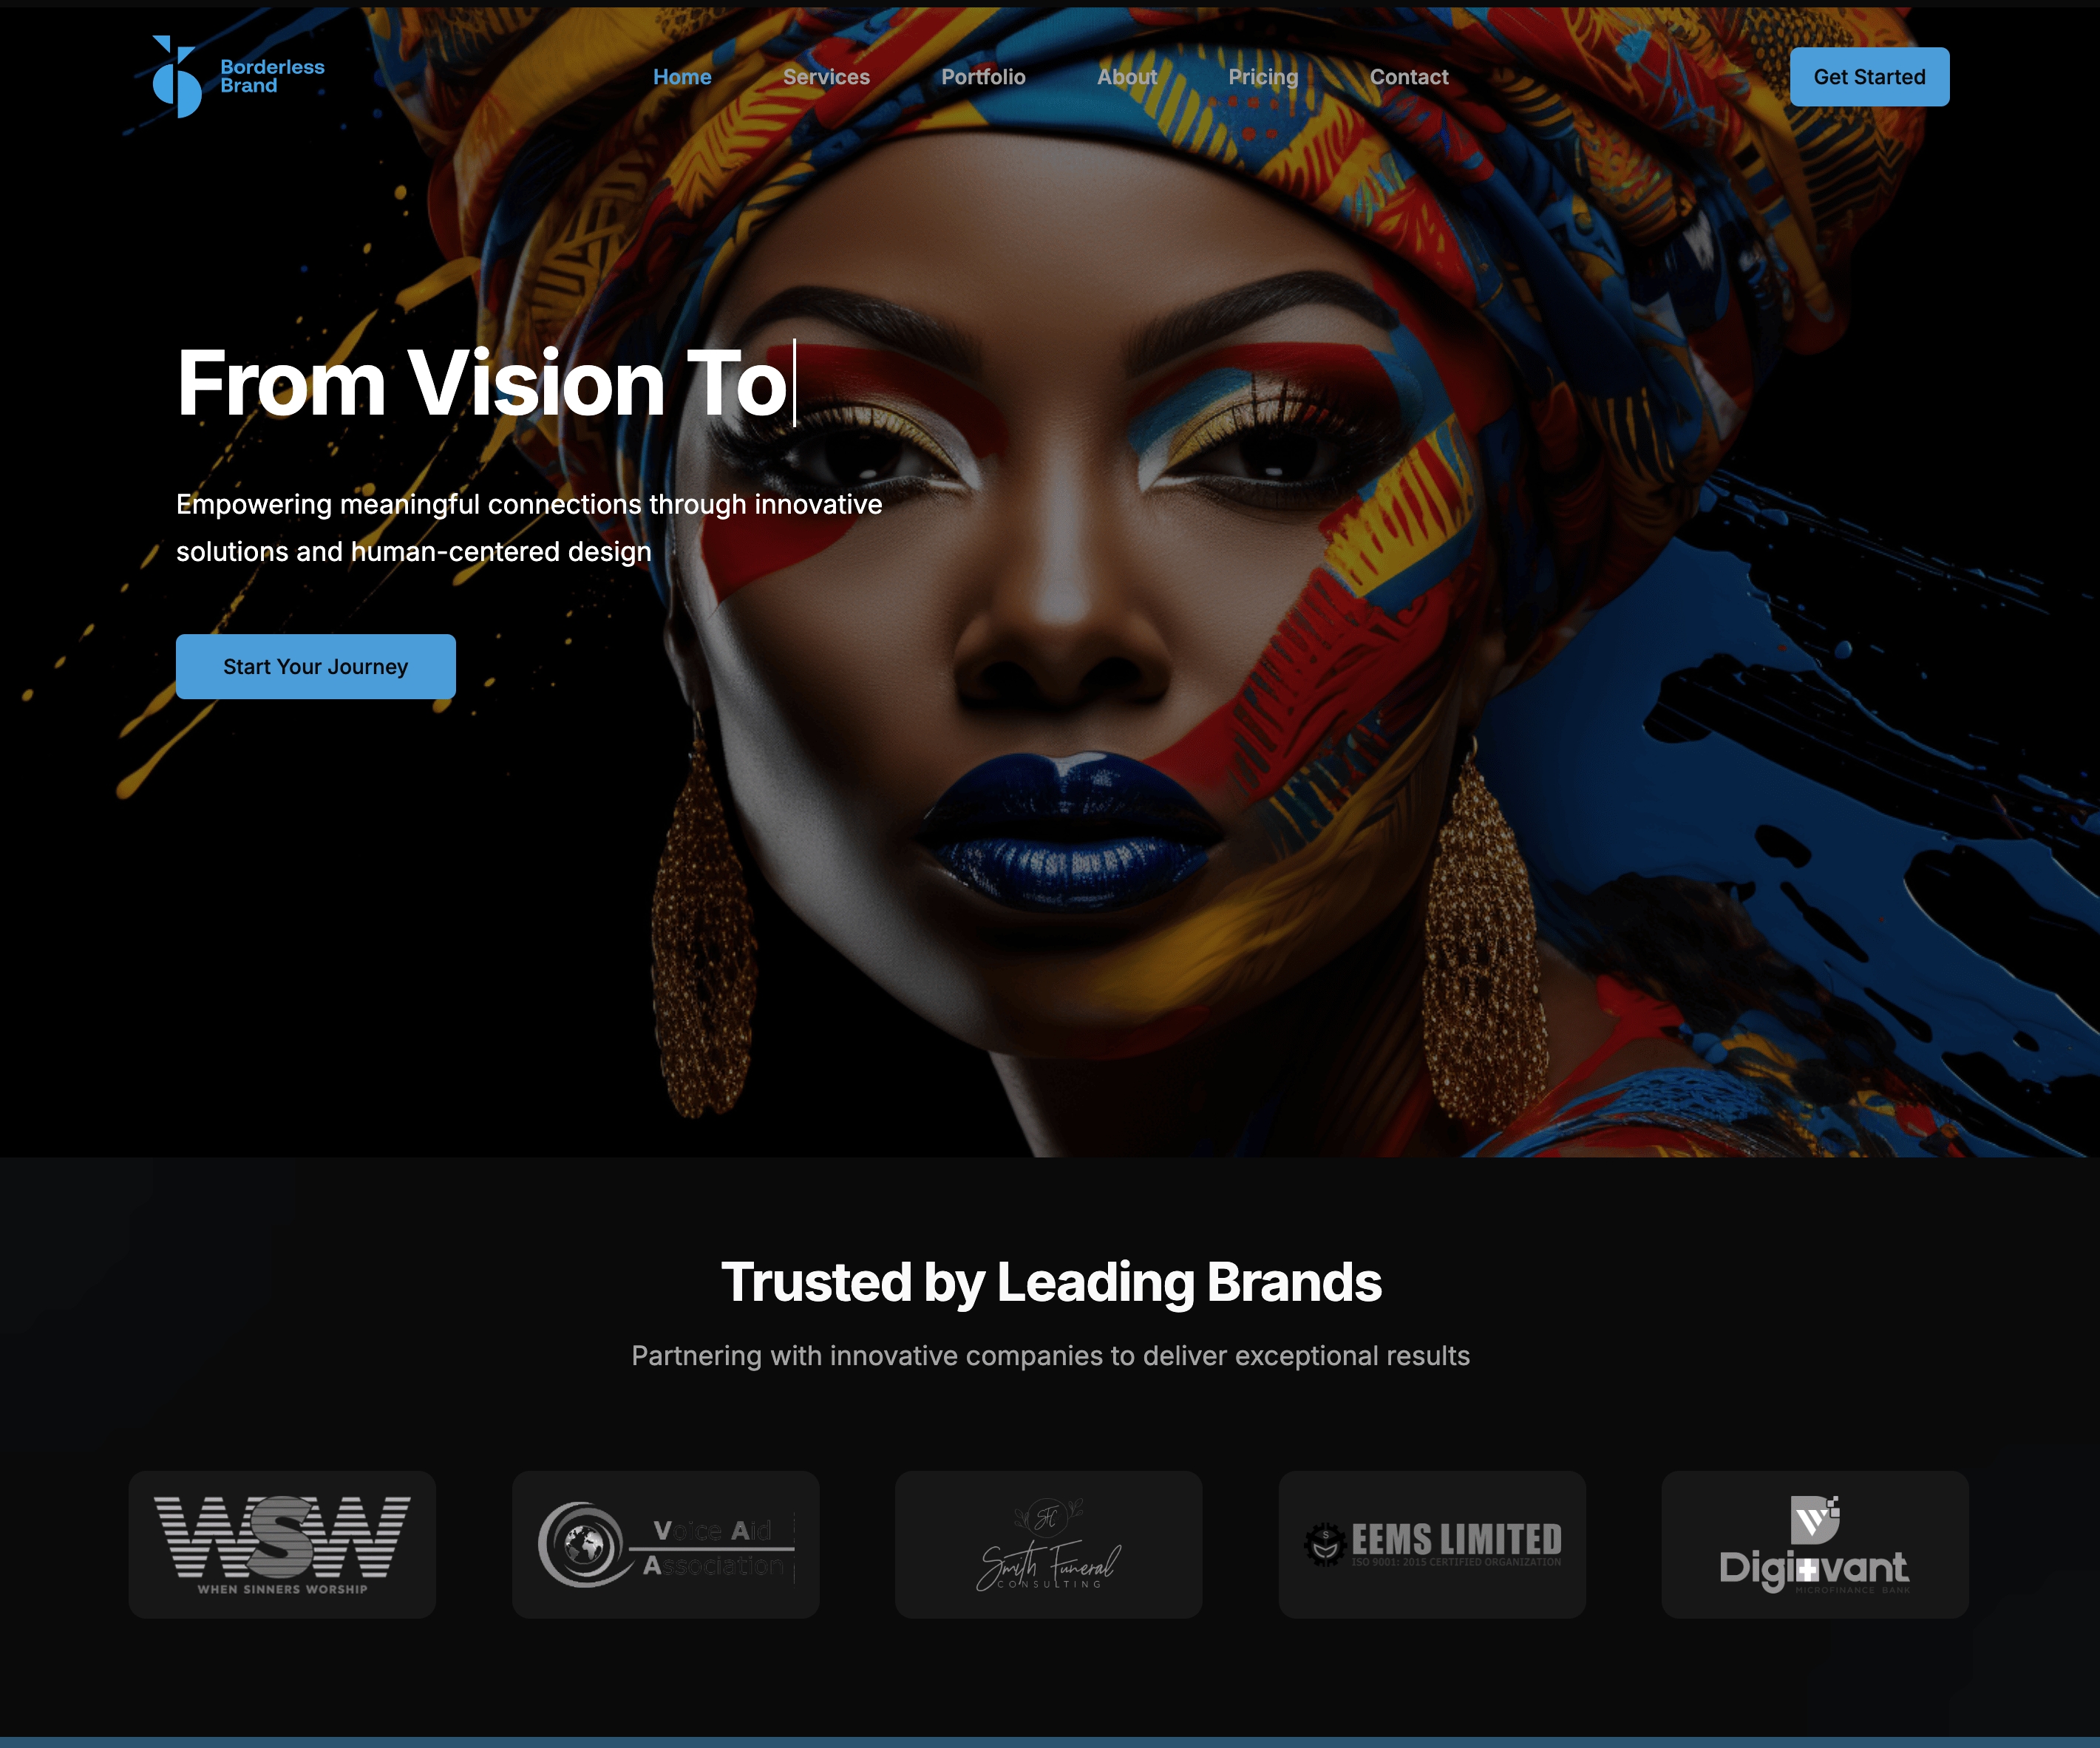 Borderless
Brand
Home
Services
Portfolio
About
Pricing
Contact
Get Started
From Vision To
Empowering meaningful connections through innovative
solutions and human-centered design
Start Your Journey
Trusted by Leading Brands
Partnering with innovative companies to deliver exceptional results
WSW
WHEN SINNERS WORSHIP
Voice Aid
Association
SFC
Smith Funeral
CONSULTING
S
EEMS LIMITED
ISO 9001: 2015 CERTIFIED ORGANIZATION
Digivant
MICROFINANCE BANK